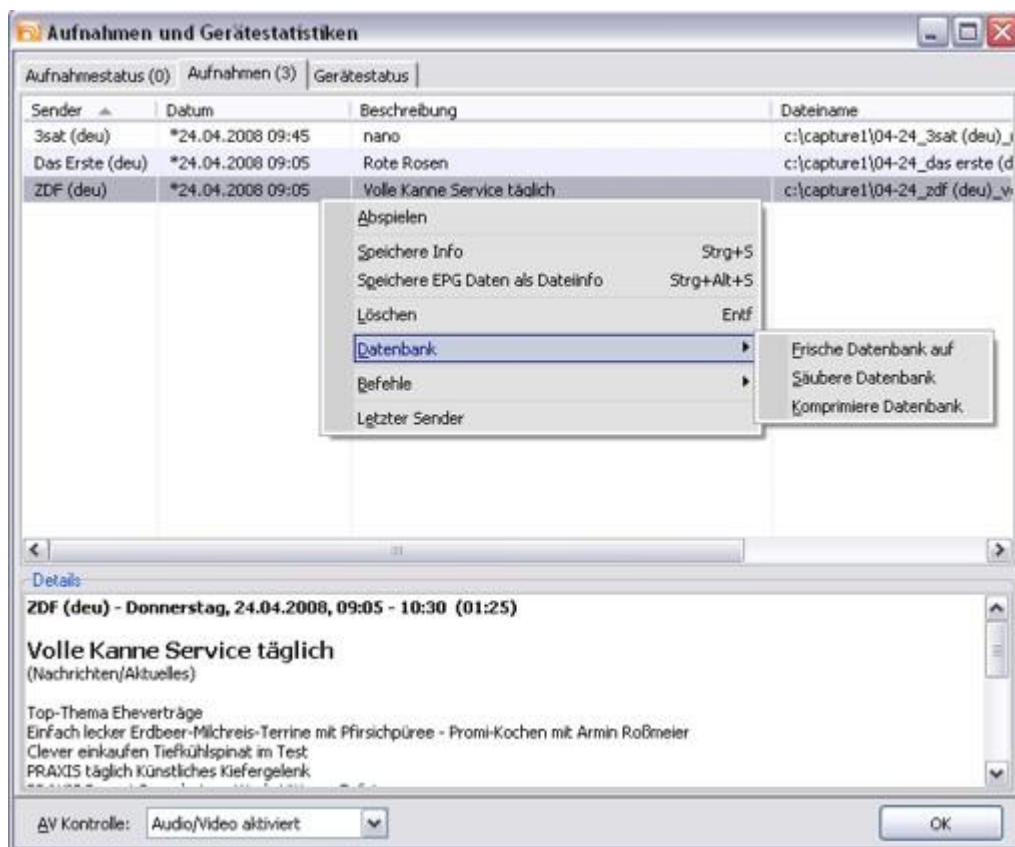 Aufnahmen und Gerätestatistiken
Aufnahmestatus (0) Aufnahmen (3) Gerätestatus
Sender Datum Beschreibung Dateiname
3sat (deu) *24.04.2008 09:45 nano c:\capture1\04-24_3sat (deu)_
Das Erste (deu) *24.04.2008 09:05 Rote Rosen c:\capture1\04-24_das erste (d
ZDF (deu) *24.04.2008 09:05 Volle Kanne Service täglich c:\capture1\04-24_zdf (deu)_v
Abspielen
Speichere Info Strg+S
Speichere EPG Daten als Dateiinfo Strg+Alt+S
Löschen Entf
Datenbank
Befehle
Letzter Sender
Frische Datenbank auf
Säubere Datenbank
Komprimiere Datenbank
Details
ZDF (deu) - Donnerstag, 24.04.2008, 09:05 - 10:30 (01:25)
Volle Kanne Service täglich
(Nachrichten/Aktuelles)
Top-Thema Eheverträge
Einfach lecker Erdbeer-Milchreis-Terrine mit Pfirsichpüree - Promi-Kochen mit Armin Roßmeier
Clever einkaufen Tiefkühlspinat im Test
PRAXIS täglich Künstliches Kiefergelenk
AV Kontrolle: Audio/Video aktiviert OK